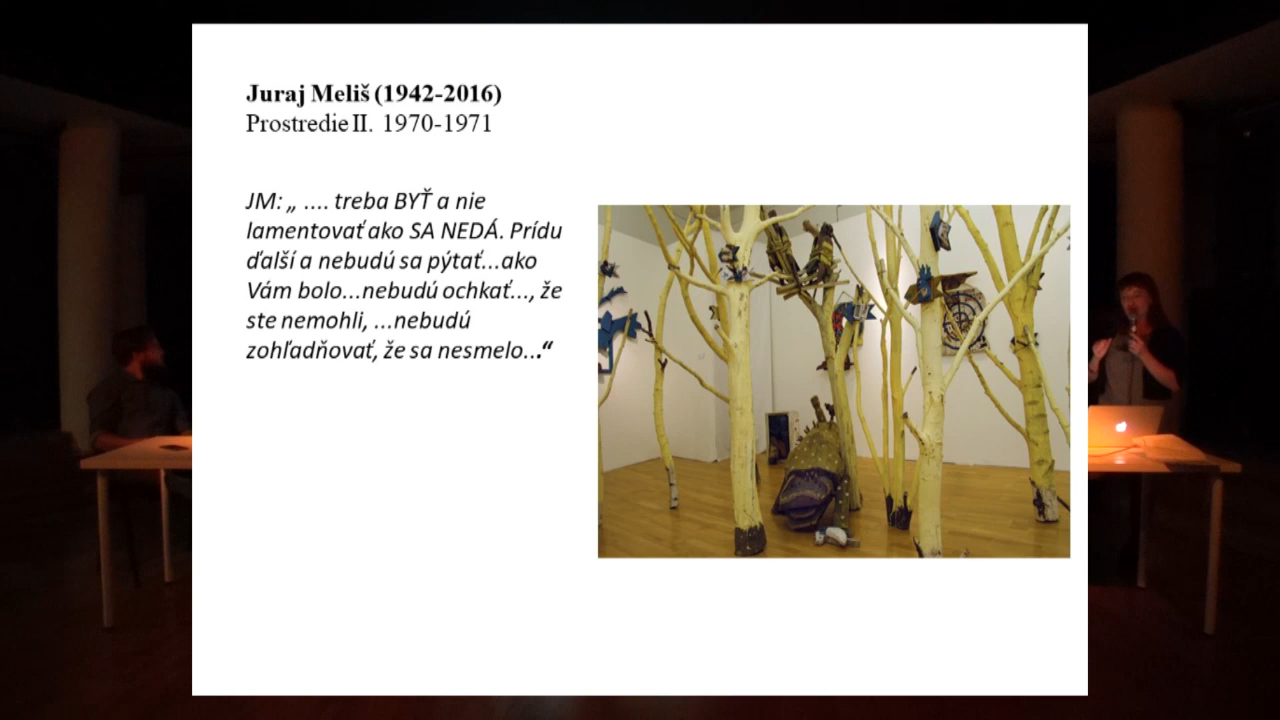 Juraj Meliš (1942-2016)
Prostredie II. 1970-1971
JM: „ .... treba BYŤ a nie
lamentovať ako SA NEDÁ. Prídu
ďalší a nebudú sa pýtať...ako
Vám bolo...nebudú ochkať..., že
ste nemohli, ...nebudú
zohľadňovať, že sa nesmelo...“